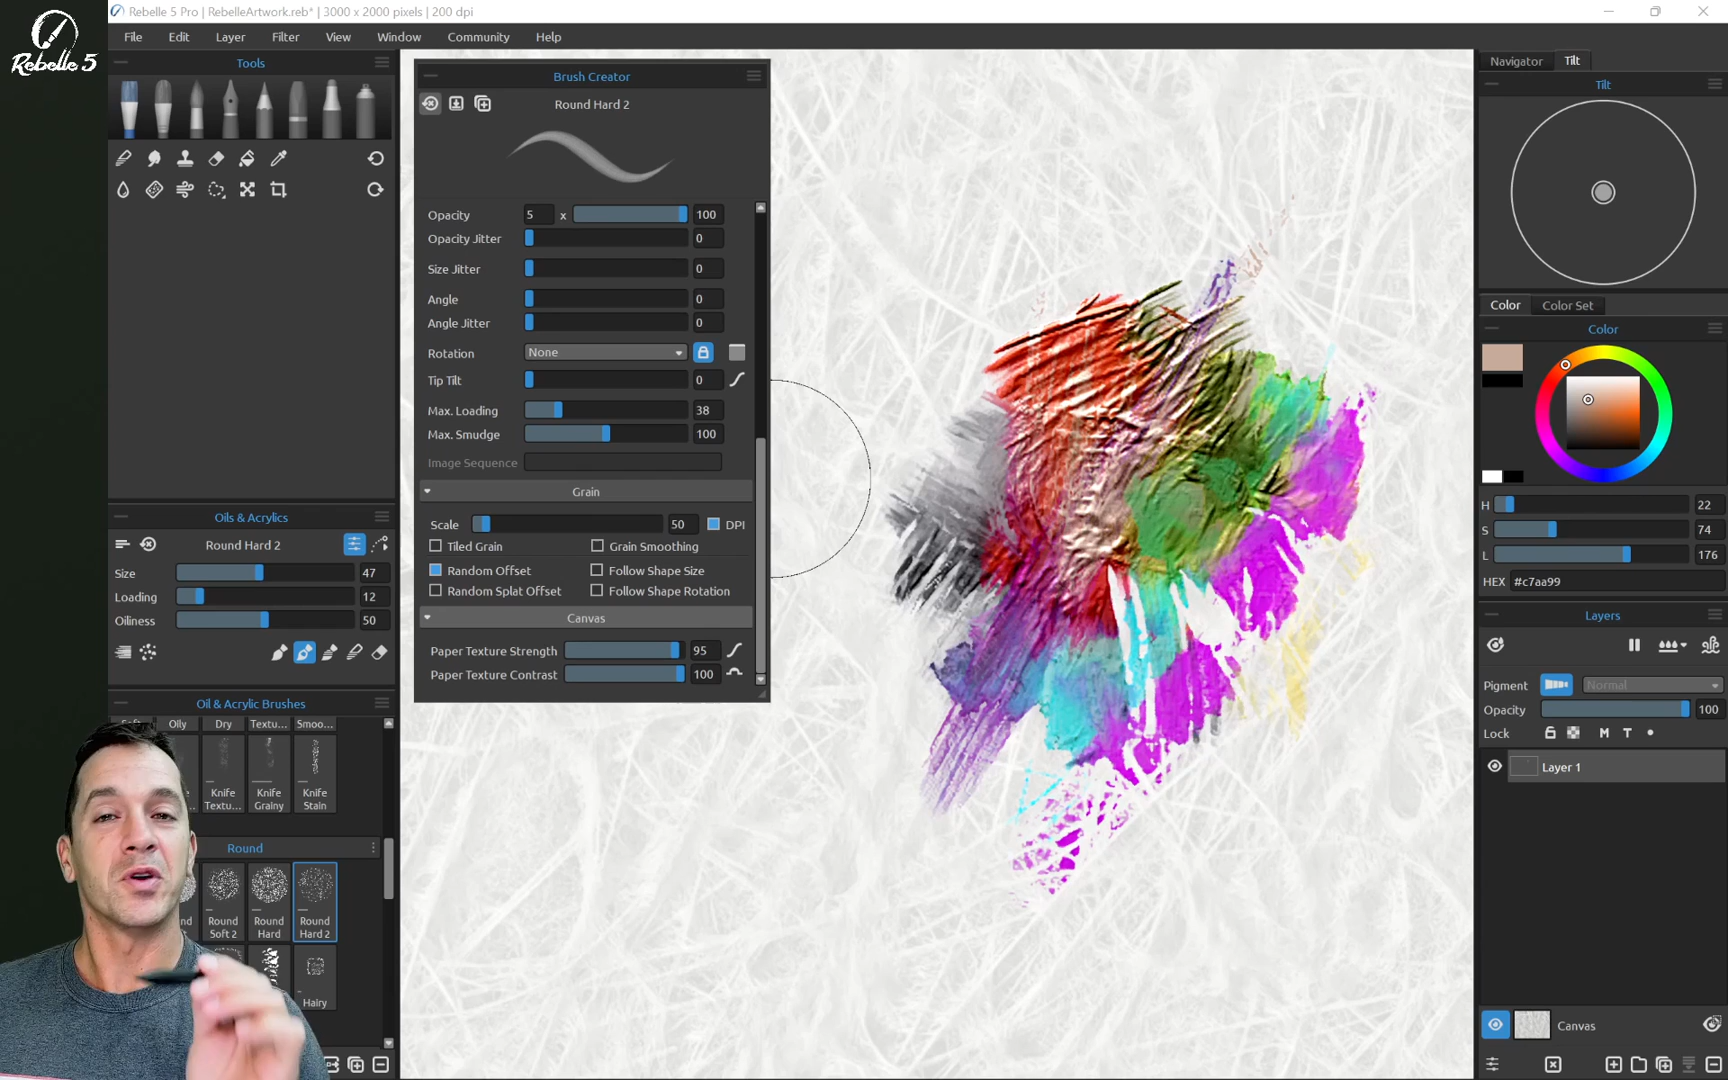 Rebelle 5
Rebelle 5 Pro | RebelleArtwork.reb* | 3000 x 2000 pixels | 200 dpi
File Edit Layer Filter View Window Community Help
Tools
Oils & Acrylics
Round Hard 2
Size 47
Loading 12
Oiliness 50
Oil & Acrylic Brushes
Oily Dry Textu... Smoo...
Knife Textu...
Knife Grainy
Knife Stain
Round
Round Soft 2
Round Hard
Round Hard 2
Hairy
Brush Creator
Round Hard 2
Opacity 5 x 100
Opacity Jitter 0
Size Jitter 0
Angle 0
Angle Jitter 0
Rotation None
Tip Tilt 0
Max. Loading 38
Max. Smudge 100
Image Sequence
Grain
Scale 50 DPI
Tiled Grain Grain Smoothing
Random Offset Follow Shape Size
Random Splat Offset Follow Shape Rotation
Canvas
Paper Texture Strength 95
Paper Texture Contrast 100
Navigator Tilt
Tilt
Color Color Set
Color
H 22
S 74
L 176
HEX #c7aa99
Layers
Pigment Normal
Opacity 100
Lock M T
Layer 1
Canvas